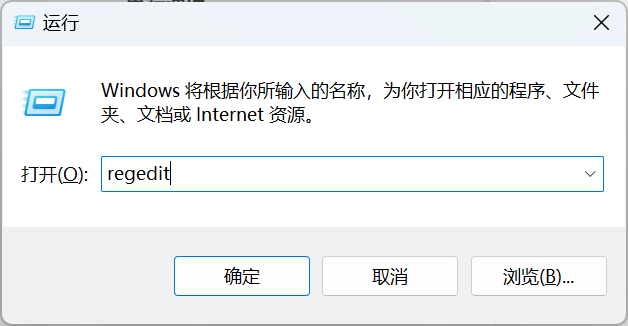 运行
Windows 将根据你所输入的名称，为你打开相应的程序、文件
夹、文档或 Internet 资源。
打开(O): regedit
确定 取消 浏览(B)...